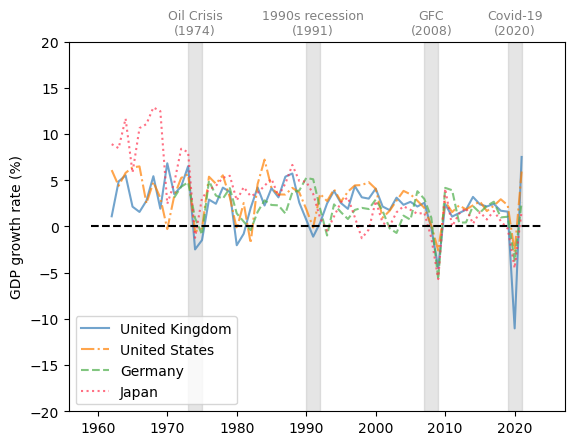 Oil Crisis 1990s recession GFC Covid-19
(1974) (1991) (2008) (2020)
20
15
10
5
0
−5
−10
−15
−20
GDP growth rate (%)
United Kingdom
United States
Germany
Japan
1960 1970 1980 1990 2000 2010 2020